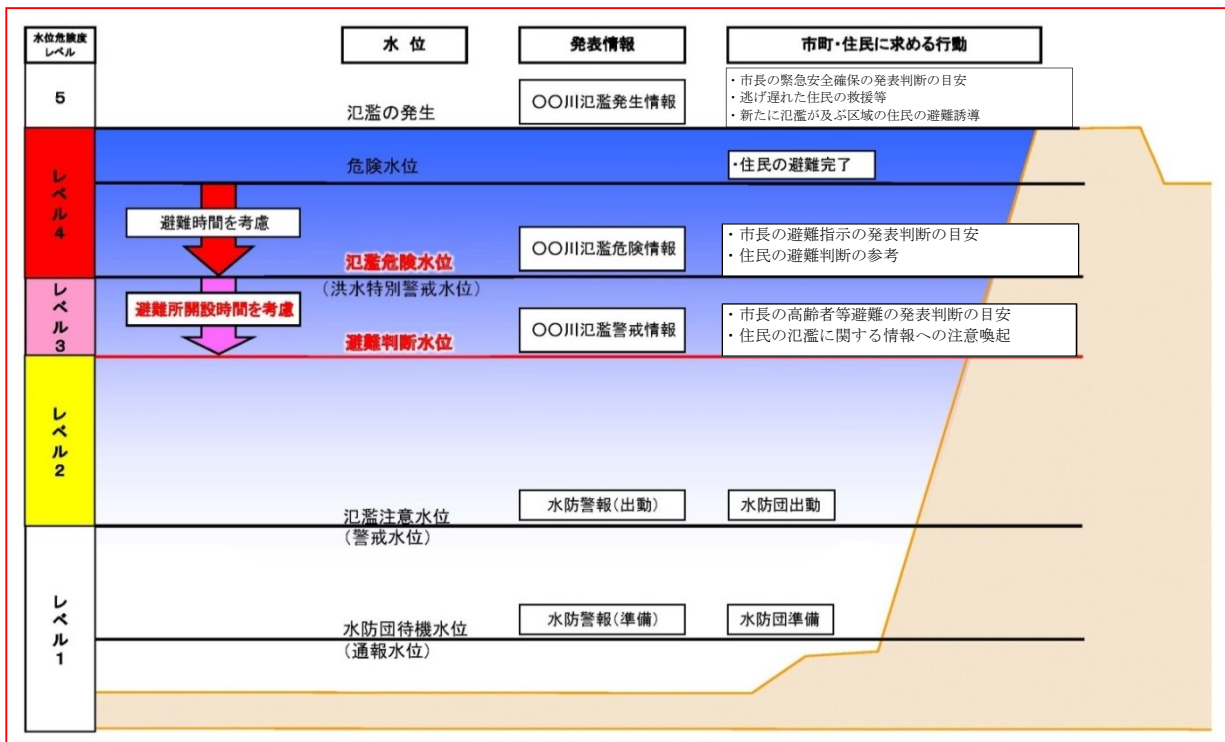 水位危険度
レベル
水 位
発表情報
市町・住民に求める行動
5
氾濫の発生
〇〇川氾濫発生情報
・市長の緊急安全確保の発表判断の目安
・逃げ遅れた住民の救援等
・新たに氾濫が及ぶ区域の住民の避難誘導
レベル4
危険水位
・住民の避難完了
避難時間を考慮
氾濫危険水位
(洪水特別警戒水位)
〇〇川氾濫危険情報
・市長の避難指示の発表判断の目安
・住民の避難判断の参考
レベル3
避難所開設時間を考慮
避難判断水位
〇〇川氾濫警戒情報
・市長の高齢者等避難の発表判断の目安
・住民の氾濫に関する情報への注意喚起
レベル2
氾濫注意水位
(警戒水位)
水防警報(出動)
水防団出動
レベル1
水防団待機水位
(通報水位)
水防警報(準備)
水防団準備